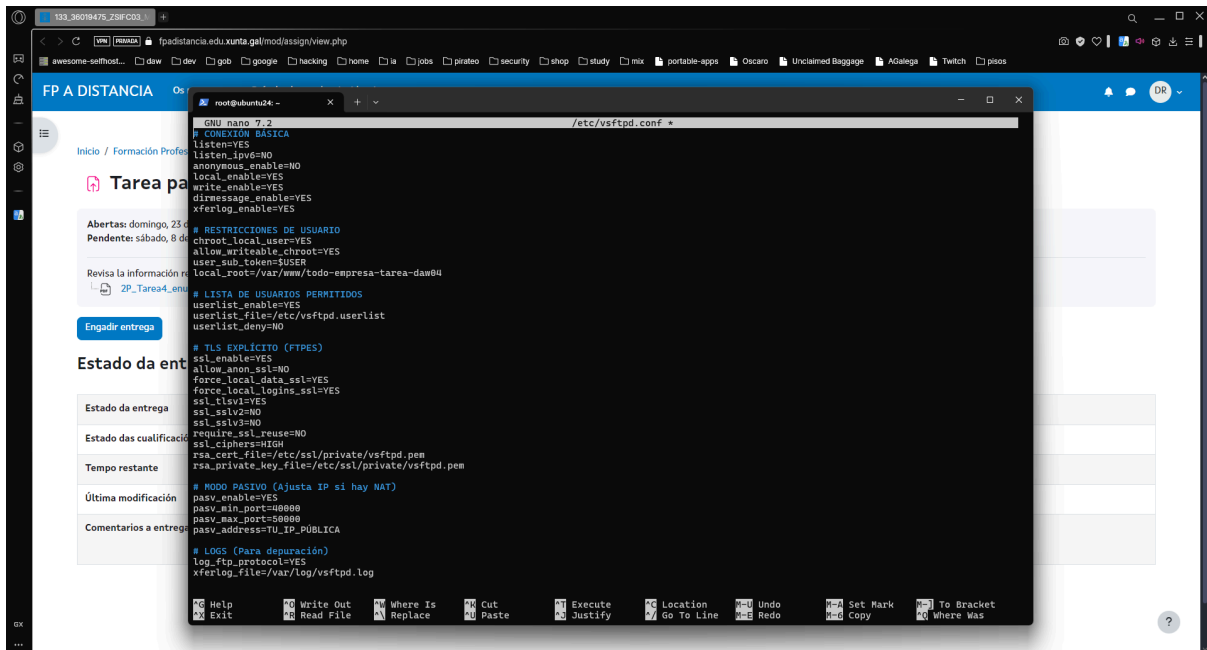 133_36019475_ZSIFC03_
VPN PRIVADA fpadistancia.edu.xunta.gal/mod/assign/view.php
awesome-selfhost... daw dev gob google hacking home ia jobs pirateo security shop study mix portable-apps Oscaro Unclaimed Baggage AGalega Twitch pisos
FP A DISTANCIA Os
DR
root@ubuntu24: ~
GNU nano 7.2 /etc/vsftpd.conf *
# CONEXIÓN BÁSICA
listen=YES
listen_ipv6=NO
anonymous_enable=NO
local_enable=YES
write_enable=YES
dirmessage_enable=YES
xferlog_enable=YES
# RESTRICCIONES DE USUARIO
chroot_local_user=YES
allow_writeable_chroot=YES
user_sub_token=$USER
local_root=/var/www/todo-empresa-tarea-daw04
# LISTA DE USUARIOS PERMITIDOS
userlist_enable=YES
userlist_file=/etc/vsftpd.userlist
userlist_deny=NO
# TLS EXPLÍCITO (FTPES)
ssl_enable=YES
allow_anon_ssl=NO
force_local_data_ssl=YES
force_local_logins_ssl=YES
ssl_tlsv1=YES
ssl_sslv2=NO
ssl_sslv3=NO
require_ssl_reuse=NO
ssl_ciphers=HIGH
rsa_cert_file=/etc/ssl/private/vsftpd.pem
rsa_private_key_file=/etc/ssl/private/vsftpd.pem
# MODO PASIVO (Ajusta IP si hay NAT)
pasv_enable=YES
pasv_min_port=40000
pasv_max_port=50000
pasv_address=TU_IP_PÚBLICA
# LOGS (Para depuración)
log_ftp_protocol=YES
xferlog_file=/var/log/vsftpd.log
^G Help ^O Write Out ^W Where Is ^K Cut ^T Execute ^C Location M-U Undo M-A Set Mark M-] To Bracket
^X Exit ^R Read File ^\ Replace ^U Paste ^J Justify ^/ Go To Line M-E Redo M-6 Copy ^Q Where Was
Inicio / Formación Profes
Tarea pa
Abertas: domingo, 23 d
Pendente: sábado, 8 de
Revisa la información re
2P_Tarea4_enu
Engadir entrega
Estado da ent
Estado da entrega
Estado das cualificació
Tempo restante
Última modificación
Comentarios a entrega
GX
?